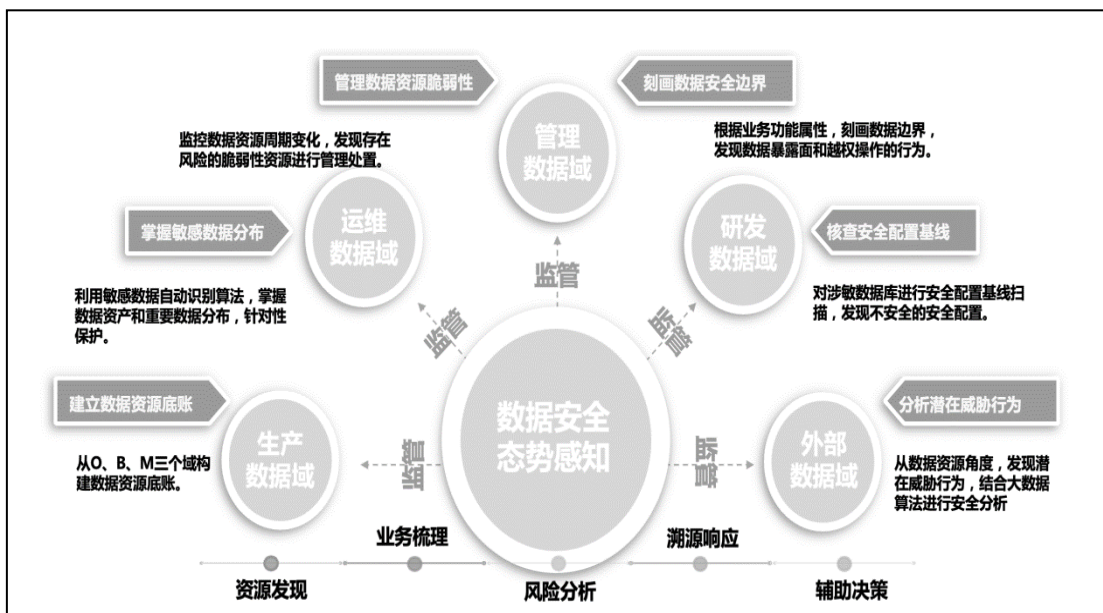 管理数据资源脆弱性
刻画数据安全边界
监控数据资源周期变化，发现存在
风险的脆弱性资源进行管理处置。
管理
数据域
根据业务功能属性，刻画数据边界，
发现数据暴露面和越权操作的行为。
掌握敏感数据分布
运维
数据域
研发
数据域
核查安全配置基线
利用敏感数据自动识别算法，掌握
数据资产和重要数据分布，针对性
保护。
监管
监管
监管
对涉敏数据库进行安全配置基线扫
描，发现不安全的安全配置。
建立数据资源底账
从O、B、M三个域构
建数据资源底账。
生产
数据域
监管
数据安全
态势感知
监管
外部
数据域
分析潜在威胁行为
从数据资源角度，发现潜
在威胁行为，结合大数据
算法进行安全分析
资源发现
业务梳理
风险分析
溯源响应
辅助决策